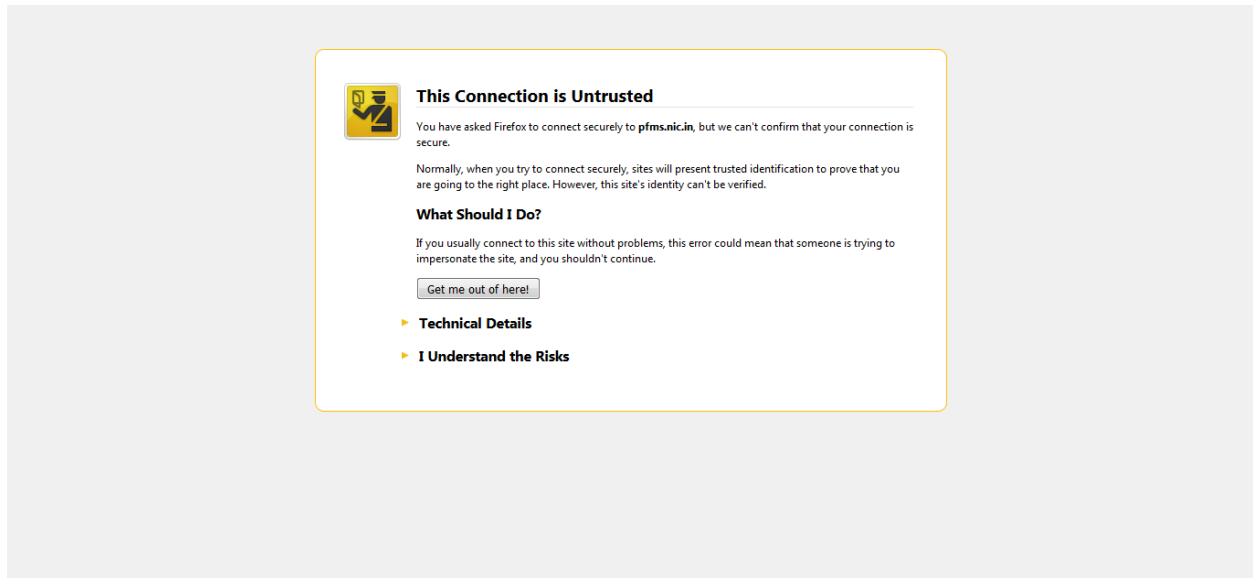 This Connection is Untrusted
You have asked Firefox to connect securely to pfms.nic.in, but we can't confirm that your connection is
secure.
Normally, when you try to connect securely, sites will present trusted identification to prove that you
are going to the right place. However, this site's identity can't be verified.
What Should I Do?
If you usually connect to this site without problems, this error could mean that someone is trying to
impersonate the site, and you shouldn't continue.
Get me out of here!
Technical Details
I Understand the Risks